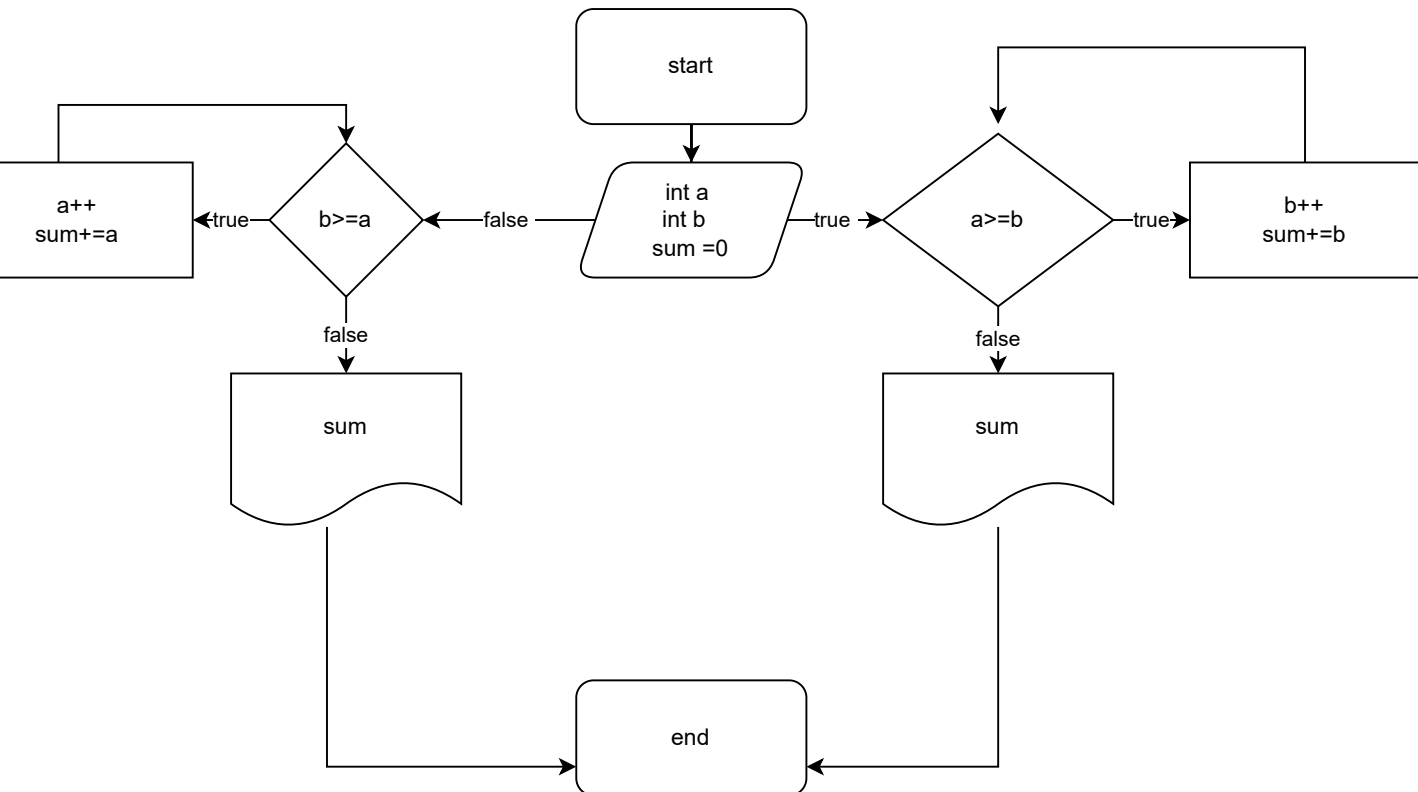 start
int a
int b
sum =0
false
true
b>=a
true
a++
sum+=a
a>=b
true
b++
sum+=b
false
false
sum
sum
end